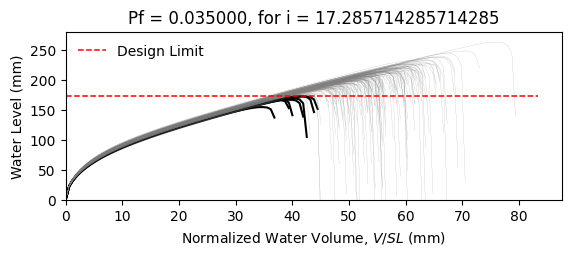 Pf = 0.035000, for i = 17.285714285714285
Design Limit
Water Level (mm)
250
200
150
100
50
0
0 10 20 30 40 50 60 70 80
Normalized Water Volume, V/SL (mm)